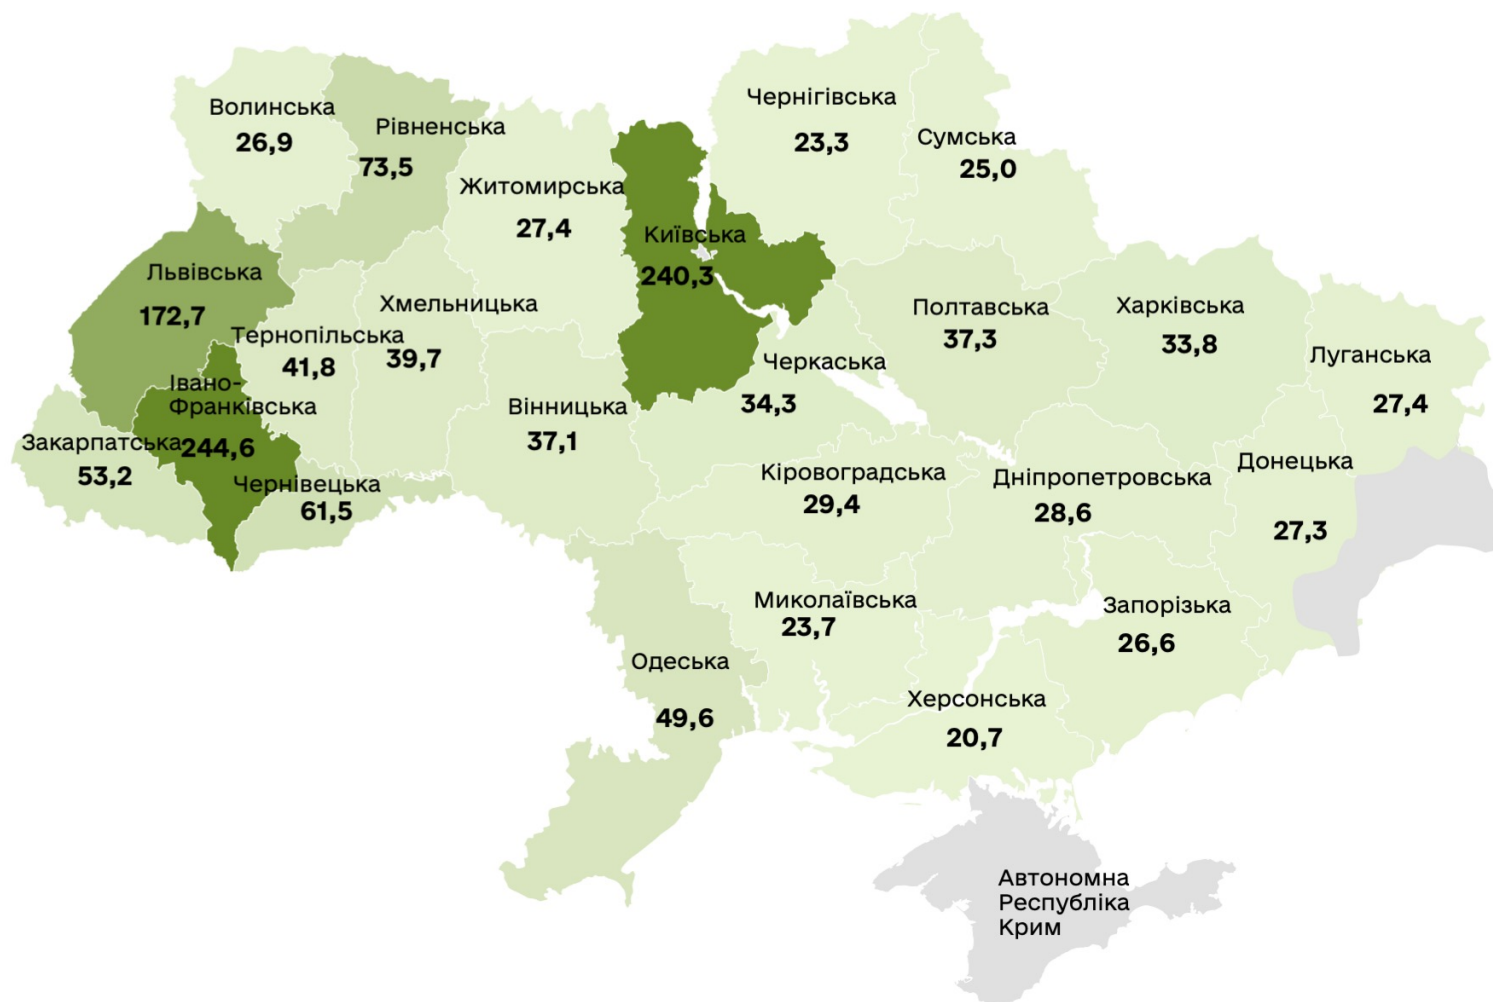 Волинська
26,9
Рівненська
73,5
Житомирська
27,4
Київська
240,3
Чернігівська
23,3
Сумська
25,0
Львівська
172,7
Тернопільська
41,8
Хмельницька
39,7
Івано-
Франківська
244,6
Закарпатська
53,2
Чернівецька
61,5
Вінницька
37,1
Черкаська
34,3
Полтавська
37,3
Харківська
33,8
Луганська
27,4
Кіровоградська
29,4
Дніпропетровська
28,6
Донецька
27,3
Одеська
49,6
Миколаївська
23,7
Запорізька
26,6
Херсонська
20,7
Автономна
Республіка
Крим